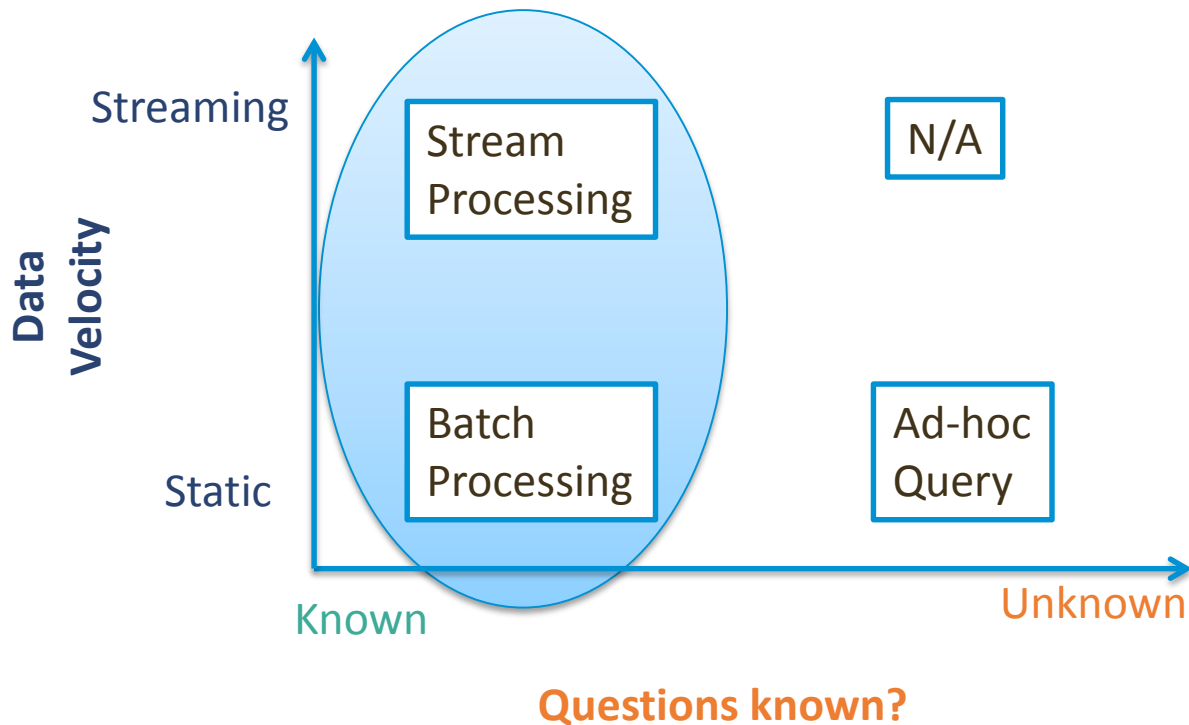 Streaming
Stream
Processing
N/A
Data
Velocity
Batch
Processing
Ad-hoc
Query
Static
Known
Unknown
Questions known?